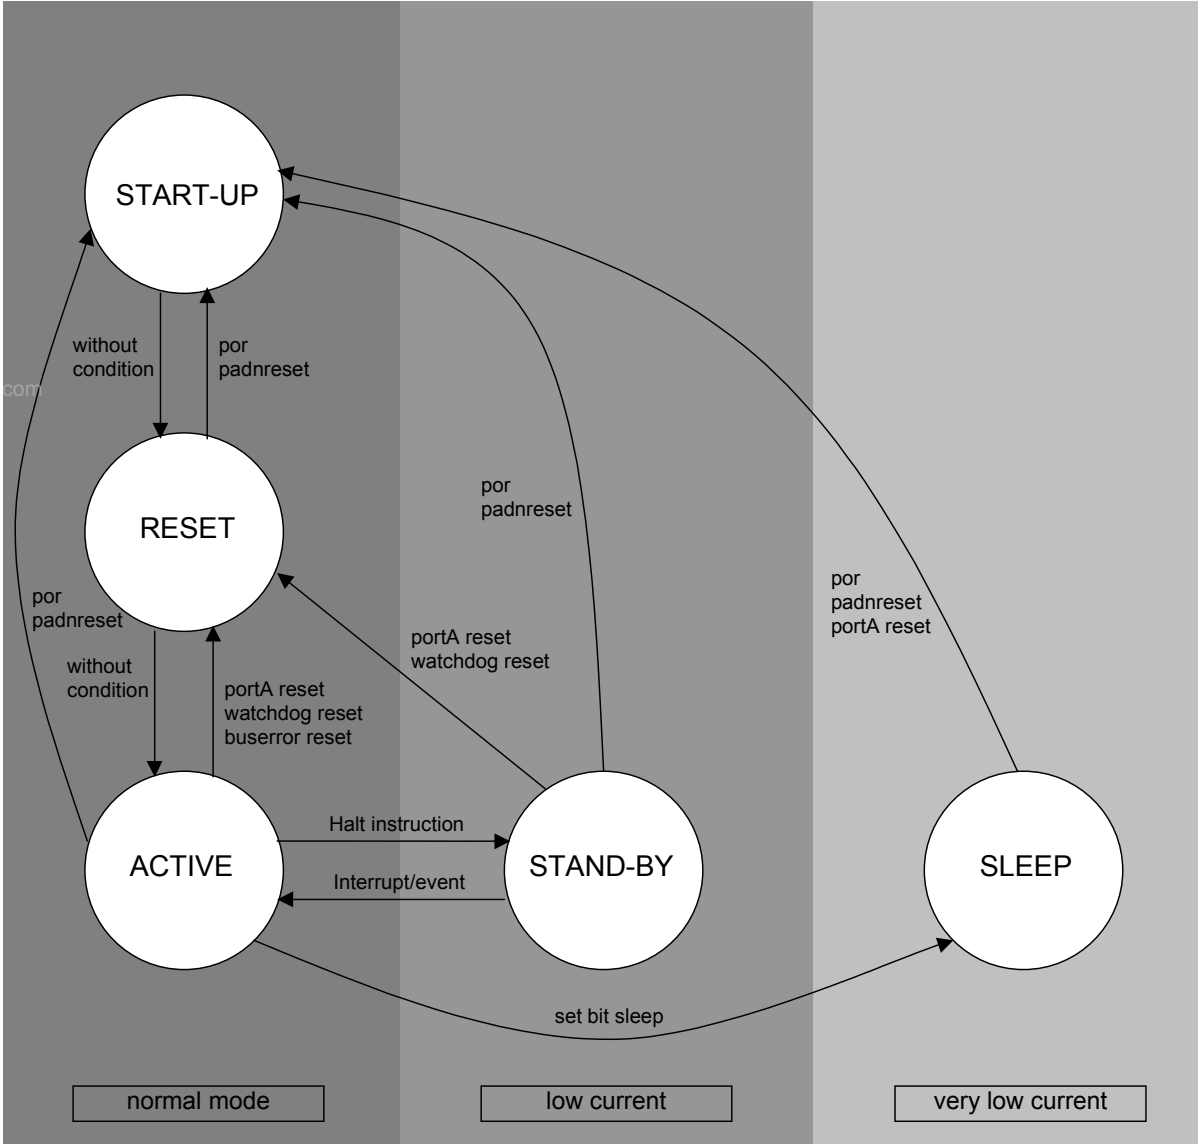 START-UP
without
condition
por
padnreset
com
RESET
por
padnreset
por
padnreset
portA reset
por
padnreset
portA reset
watchdog reset
without
condition
portA reset
watchdog reset
buserror reset
Halt instruction
ACTIVE
STAND-BY
SLEEP
Interrupt/event
set bit sleep
normal mode
low current
very low current